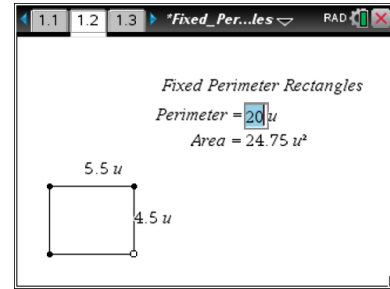 1.1 1.2 1.3 *Fixed_Per...les RAD
Fixed Perimeter Rectangles
Perimeter = 20 u
Area = 24.75 u²
5.5 u
4.5 u